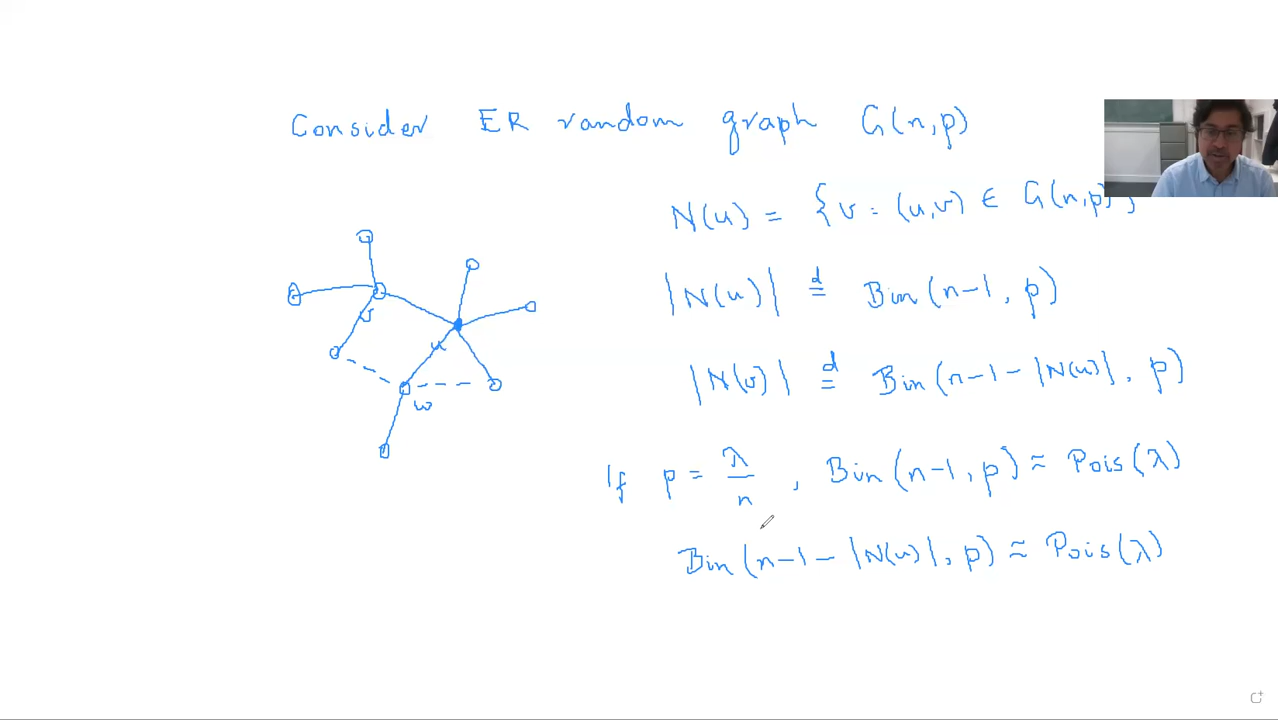 Consider ER random graph G(n,p)
N(u) = {v : (u,v) ∈ G(n,p)}
|N(u)| =ᵈ Bin(n-1, p)
|N(v)| =ᵈ Bin(n-1-|N(u)|, p)
If p = λ/n, Bin(n-1, p) ≈ Pois(λ)
Bin(n-1-|N(u)|, p) ≈ Pois(λ)
v
u
w